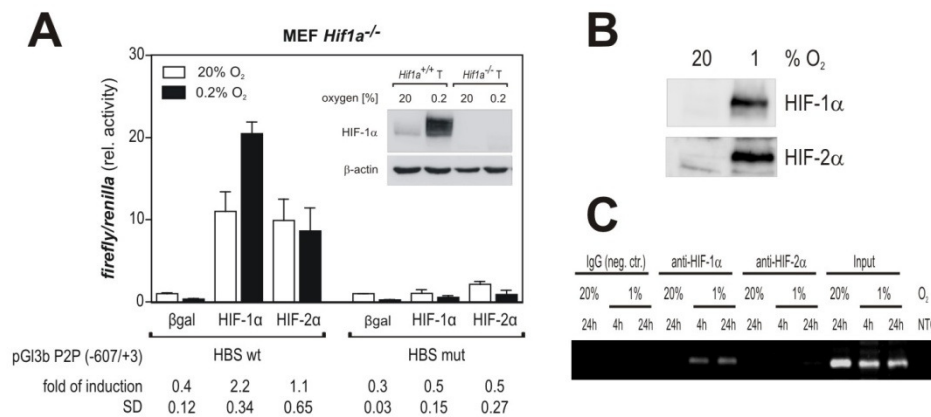 A
MEF Hif1a-/-
30
20
10
0
firefly/renilla (rel. activity)
20% O2
0.2% O2
Hif1a+/+ T Hif1a-/- T
oxygen [%] 20 0.2 20 0.2
HIF-1α
β-actin
βgal HIF-1α HIF-2α βgal HIF-1α HIF-2α
pGl3b P2P (-607/+3) HBS wt HBS mut
fold of induction 0.4 2.2 1.1 0.3 0.5 0.5
SD 0.12 0.34 0.65 0.03 0.15 0.27
B
20 1 % O2
HIF-1α
HIF-2α
C
IgG (neg. ctr.) anti-HIF-1α anti-HIF-2α Input
20% 1% 20% 1% 20% 1% 20% 1% O2
24h 4h 24h 24h 4h 24h 24h 4h 24h 24h 4h 24h